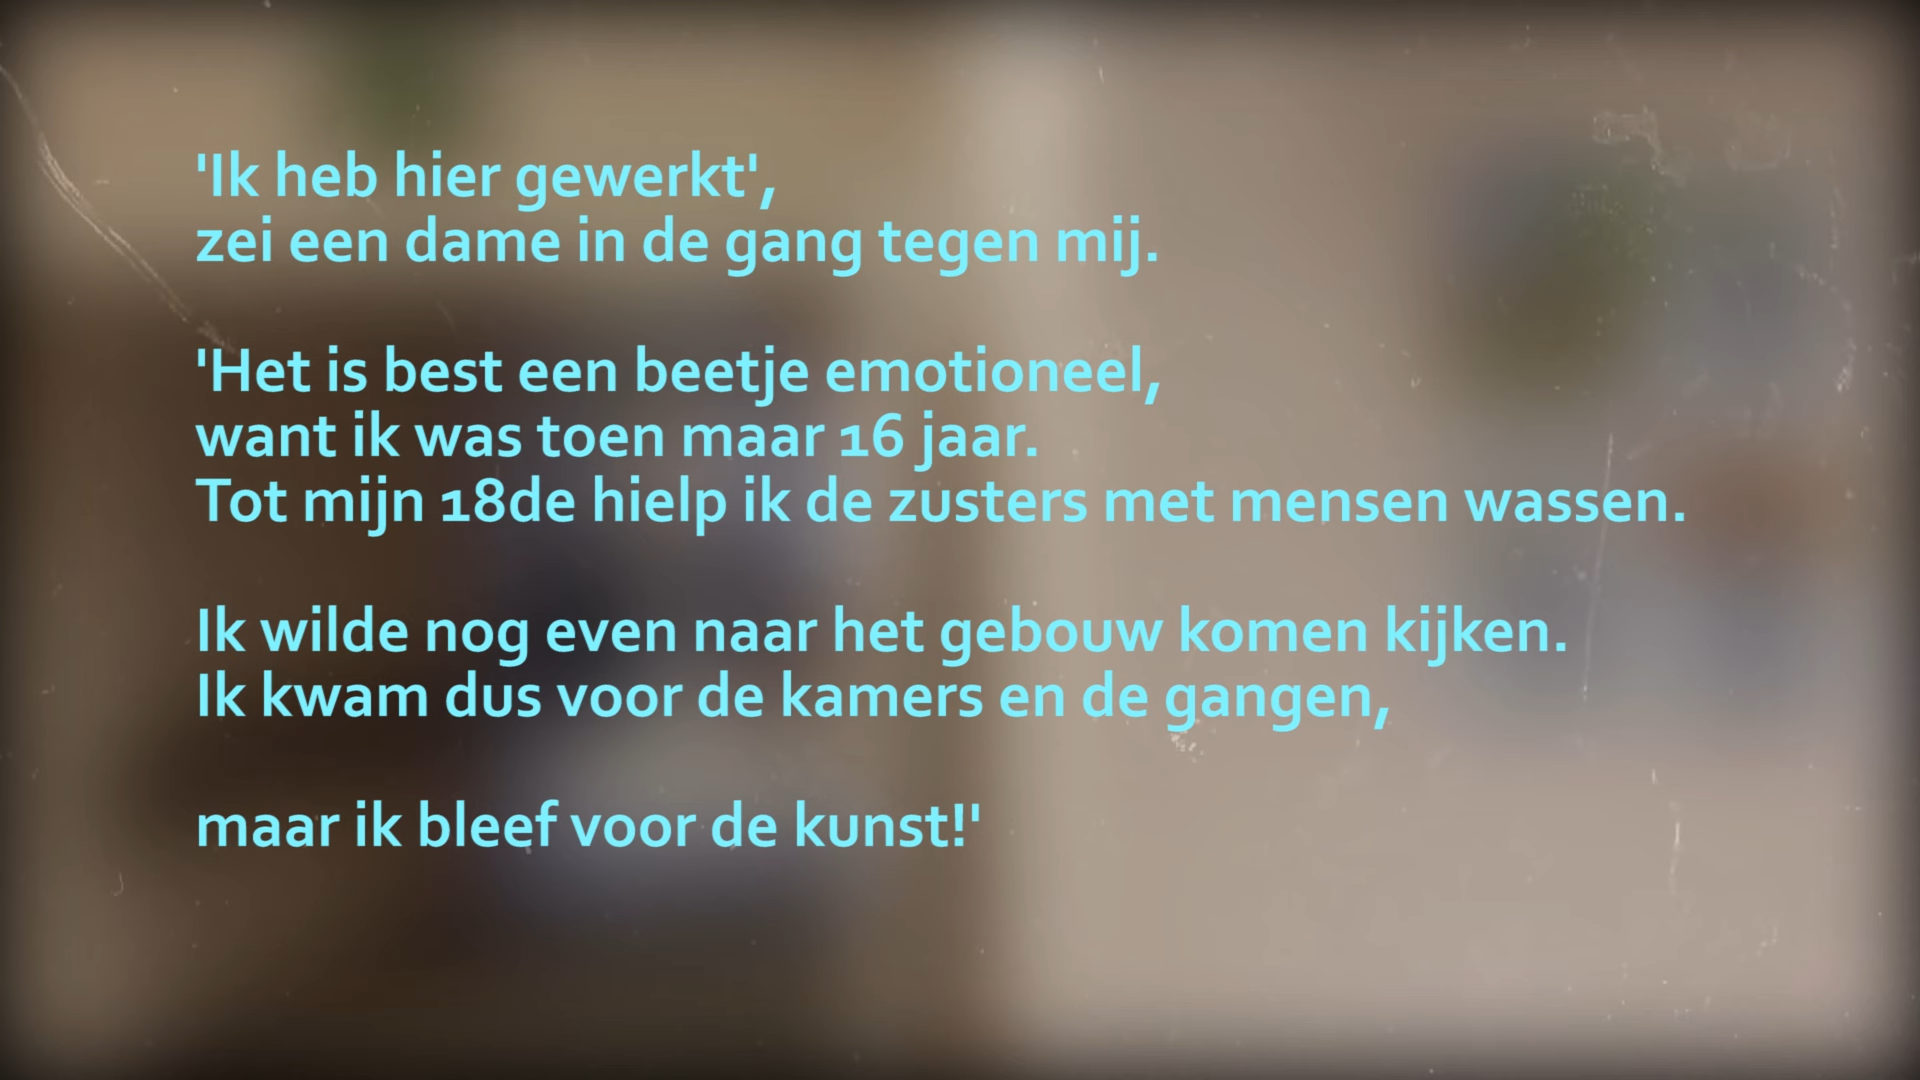 'Ik heb hier gewerkt',
zei een dame in de gang tegen mij.
'Het is best een beetje emotioneel,
want ik was toen maar 16 jaar.
Tot mijn 18de hielp ik de zusters met mensen wassen.
Ik wilde nog even naar het gebouw komen kijken.
Ik kwam dus voor de kamers en de gangen,
maar ik bleef voor de kunst!'